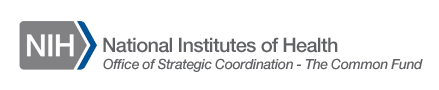 NIH
National Institutes of Health
Office of Strategic Coordination - The Common Fund